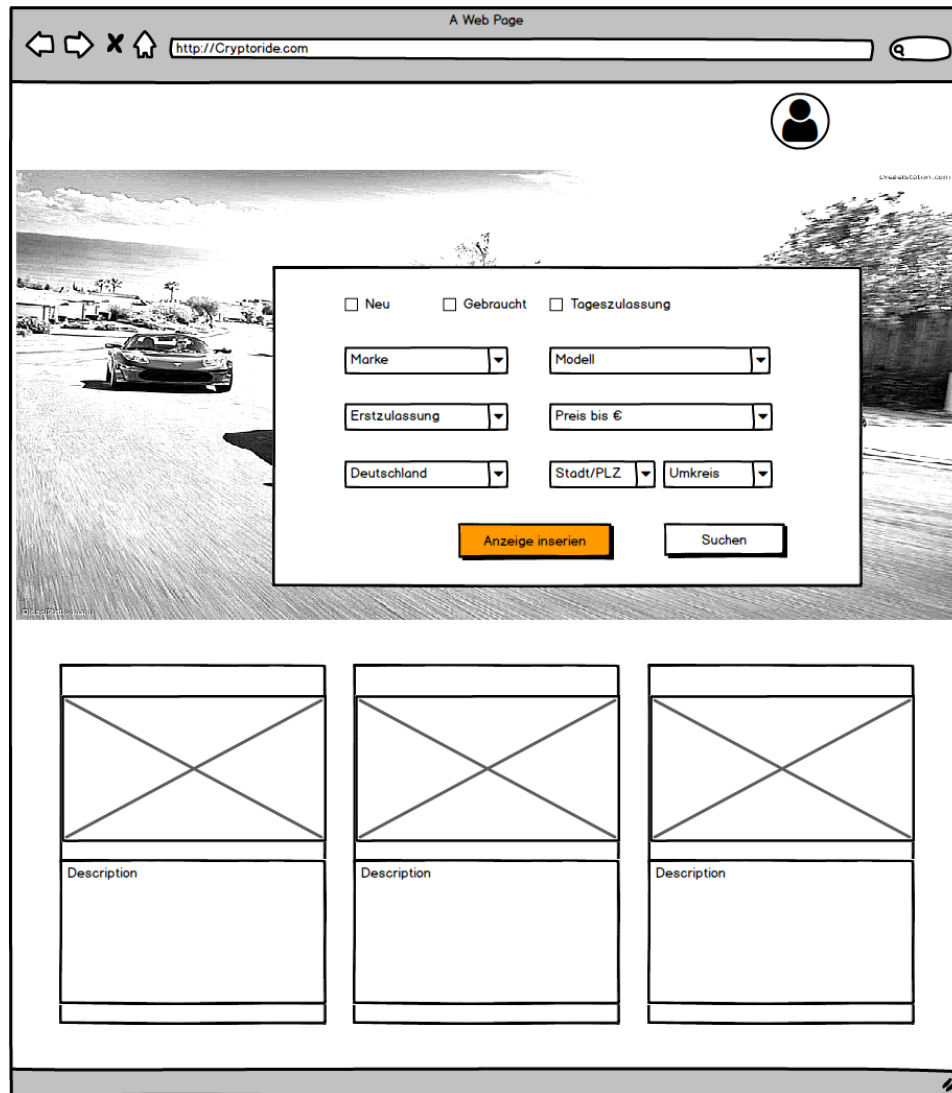 A Web Page
http://Cryptoride.com
Neu
Gebraucht
Tageszulassung
Marke
Modell
Erstzulassung
Preis bis €
Deutschland
Stadt/PLZ
Umkreis
Anzeige inserien
Suchen
Description
Description
Description